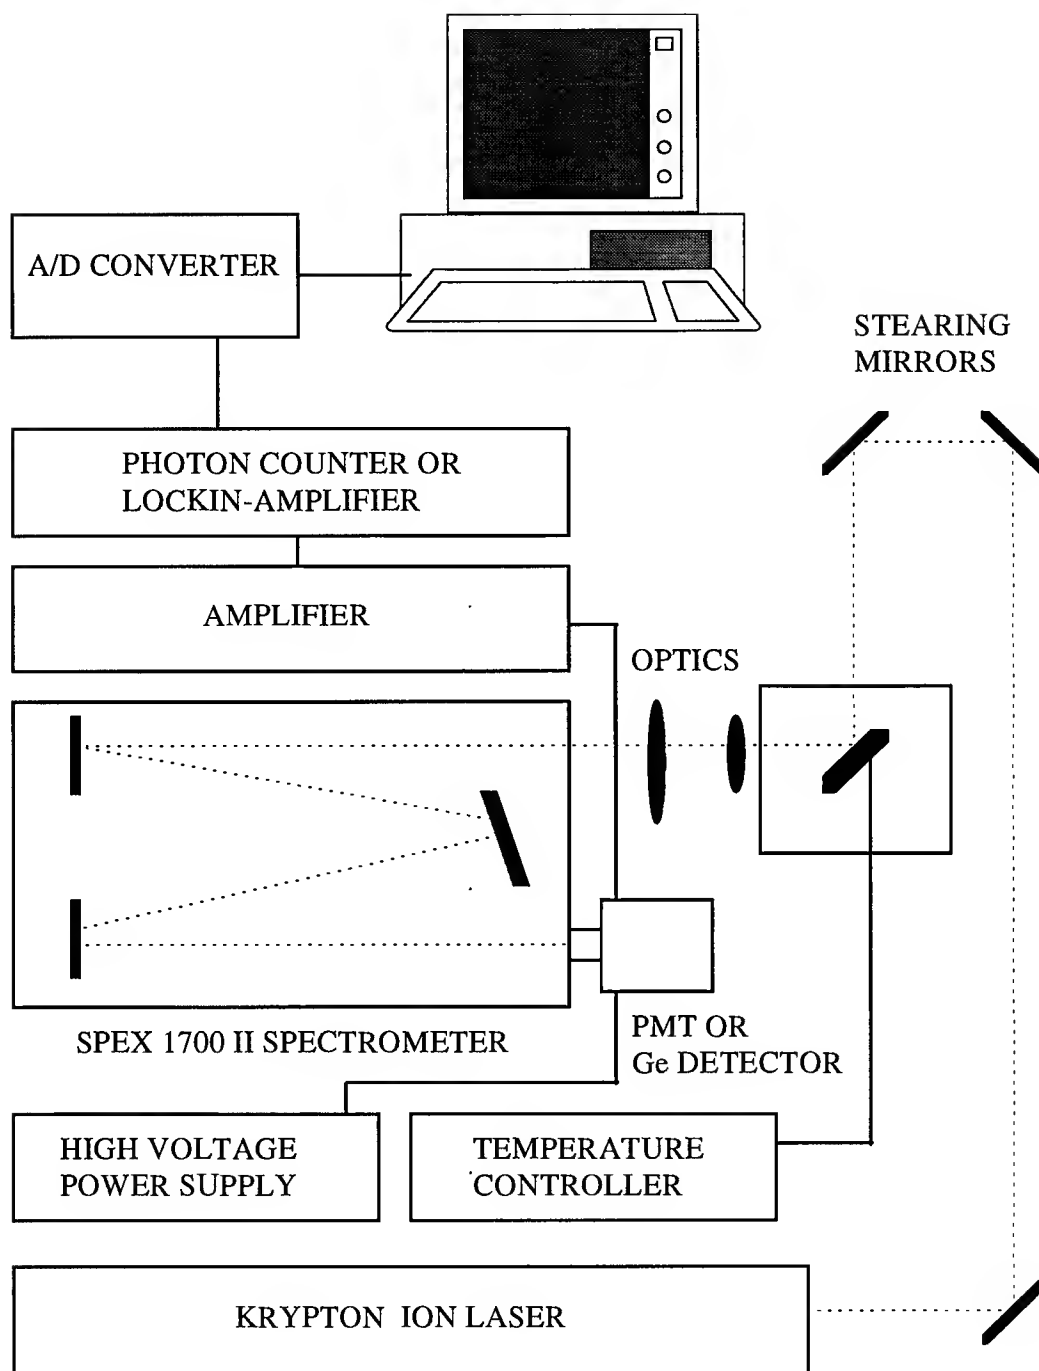 A/D CONVERTER
STEARING
MIRRORS
PHOTON COUNTER OR
LOCKIN-AMPLIFIER
AMPLIFIER
OPTICS
SPEX 1700 II SPECTROMETER
PMT OR
Ge DETECTOR
HIGH VOLTAGE
POWER SUPPLY
TEMPERATURE
CONTROLLER
KRYPTON ION LASER